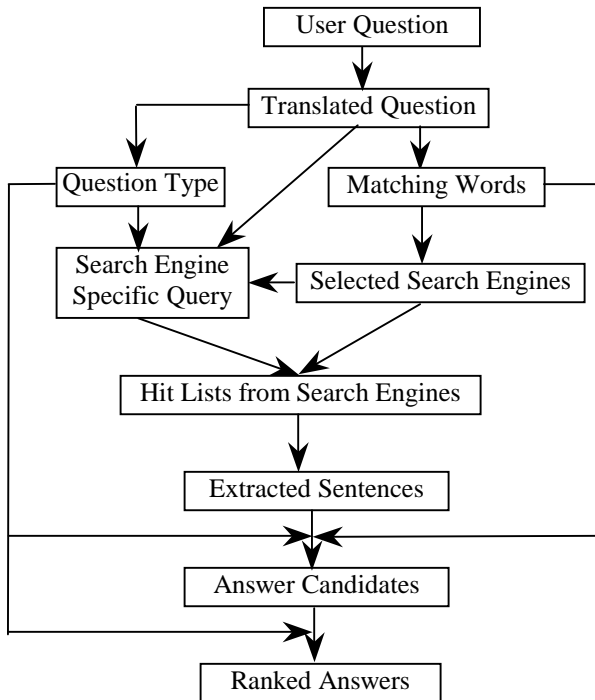 User Question
Translated Question
Question Type
Matching Words
Search Engine
Specific Query
Selected Search Engines
Hit Lists from Search Engines
Extracted Sentences
Answer Candidates
Ranked Answers